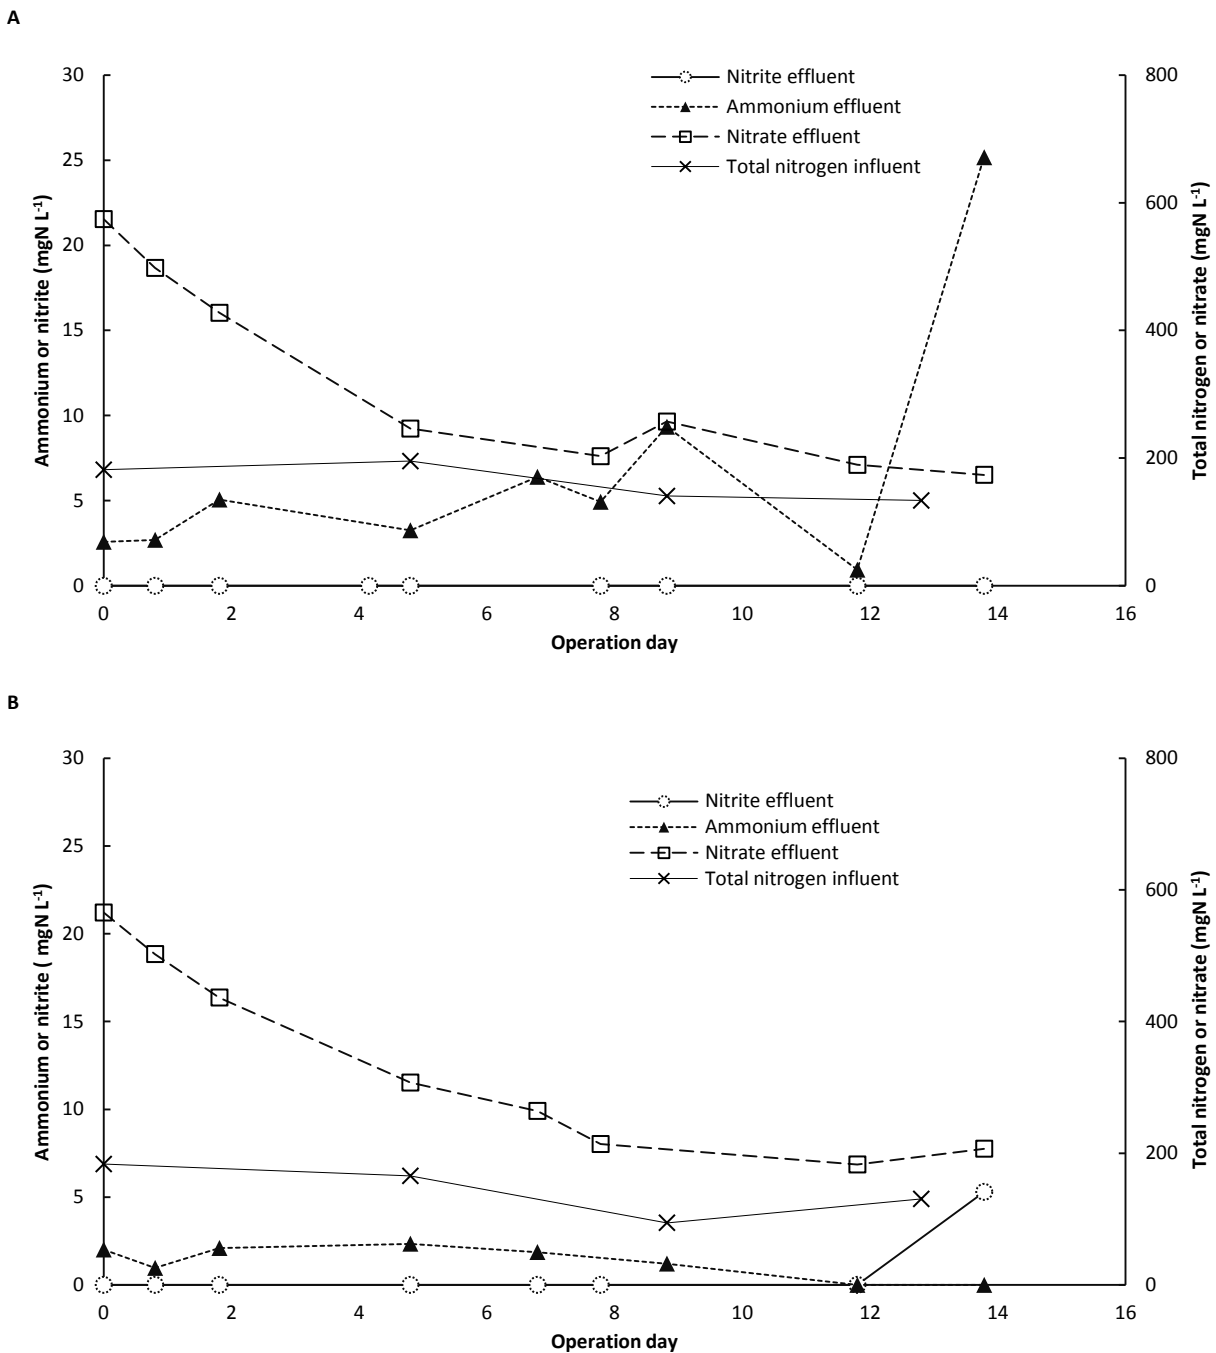 A
Nitrite effluent
Ammonium effluent
Nitrate effluent
Total nitrogen influent
30
25
20
15
10
5
0
800
600
400
200
0
Ammonium or nitrite (mgN L-1)
Total nitrogen or nitrate (mgN L-1)
0 2 4 6 8 10 12 14 16
Operation day
B
Nitrite effluent
Ammonium effluent
Nitrate effluent
Total nitrogen influent
30
25
20
15
10
5
0
800
600
400
200
0
Ammonium or nitrite ( mgN L-1)
Total nitrogen or nitrate (mgN L-1)
0 2 4 6 8 10 12 14 16
Operation day